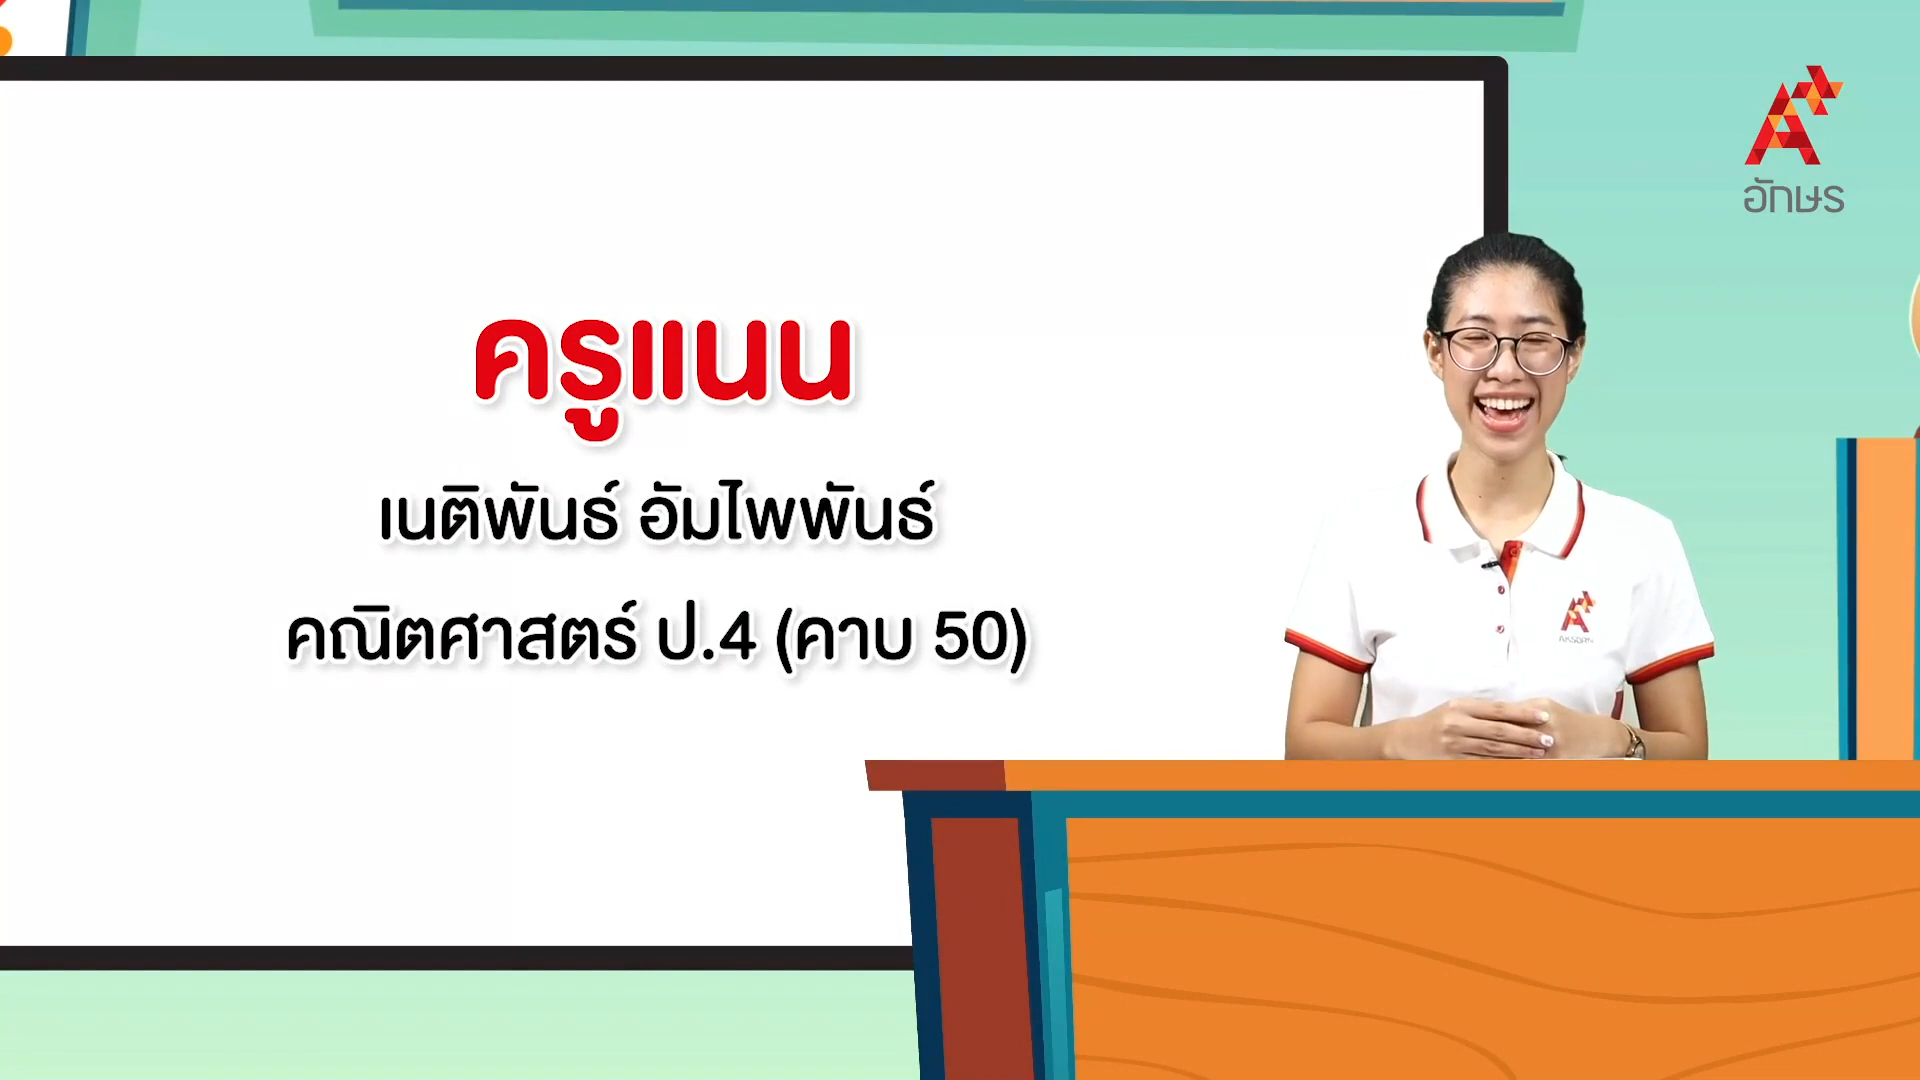 ครูแนน
เนติพันธ์ อัมไพพันธ์
คณิตศาสตร์ ป.4 (คาบ 50)
อักษร
AKSORN